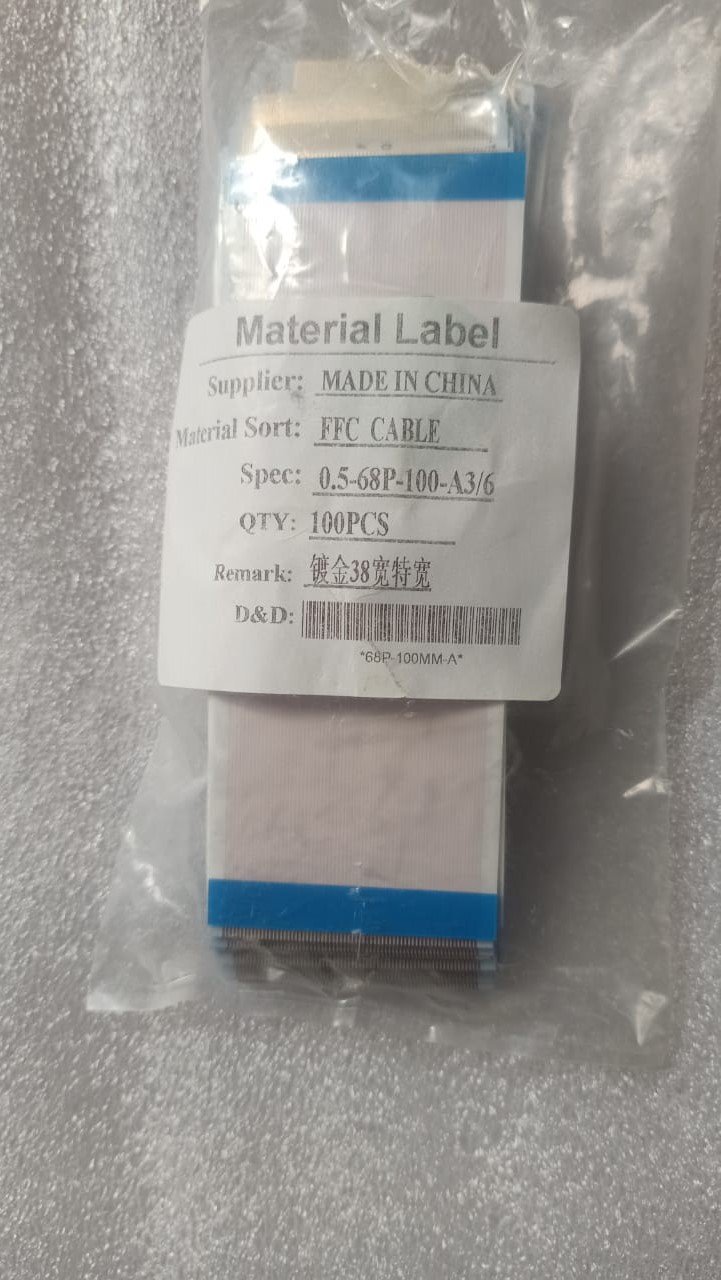 Material Label
Supplier: MADE IN CHINA
Material Sort: FFC CABLE
Spec: 0.5-68P-100-A3/6
QTY: 100PCS
Remark: 镀金38宽特宽
D&D:
*68P-100MM-A*